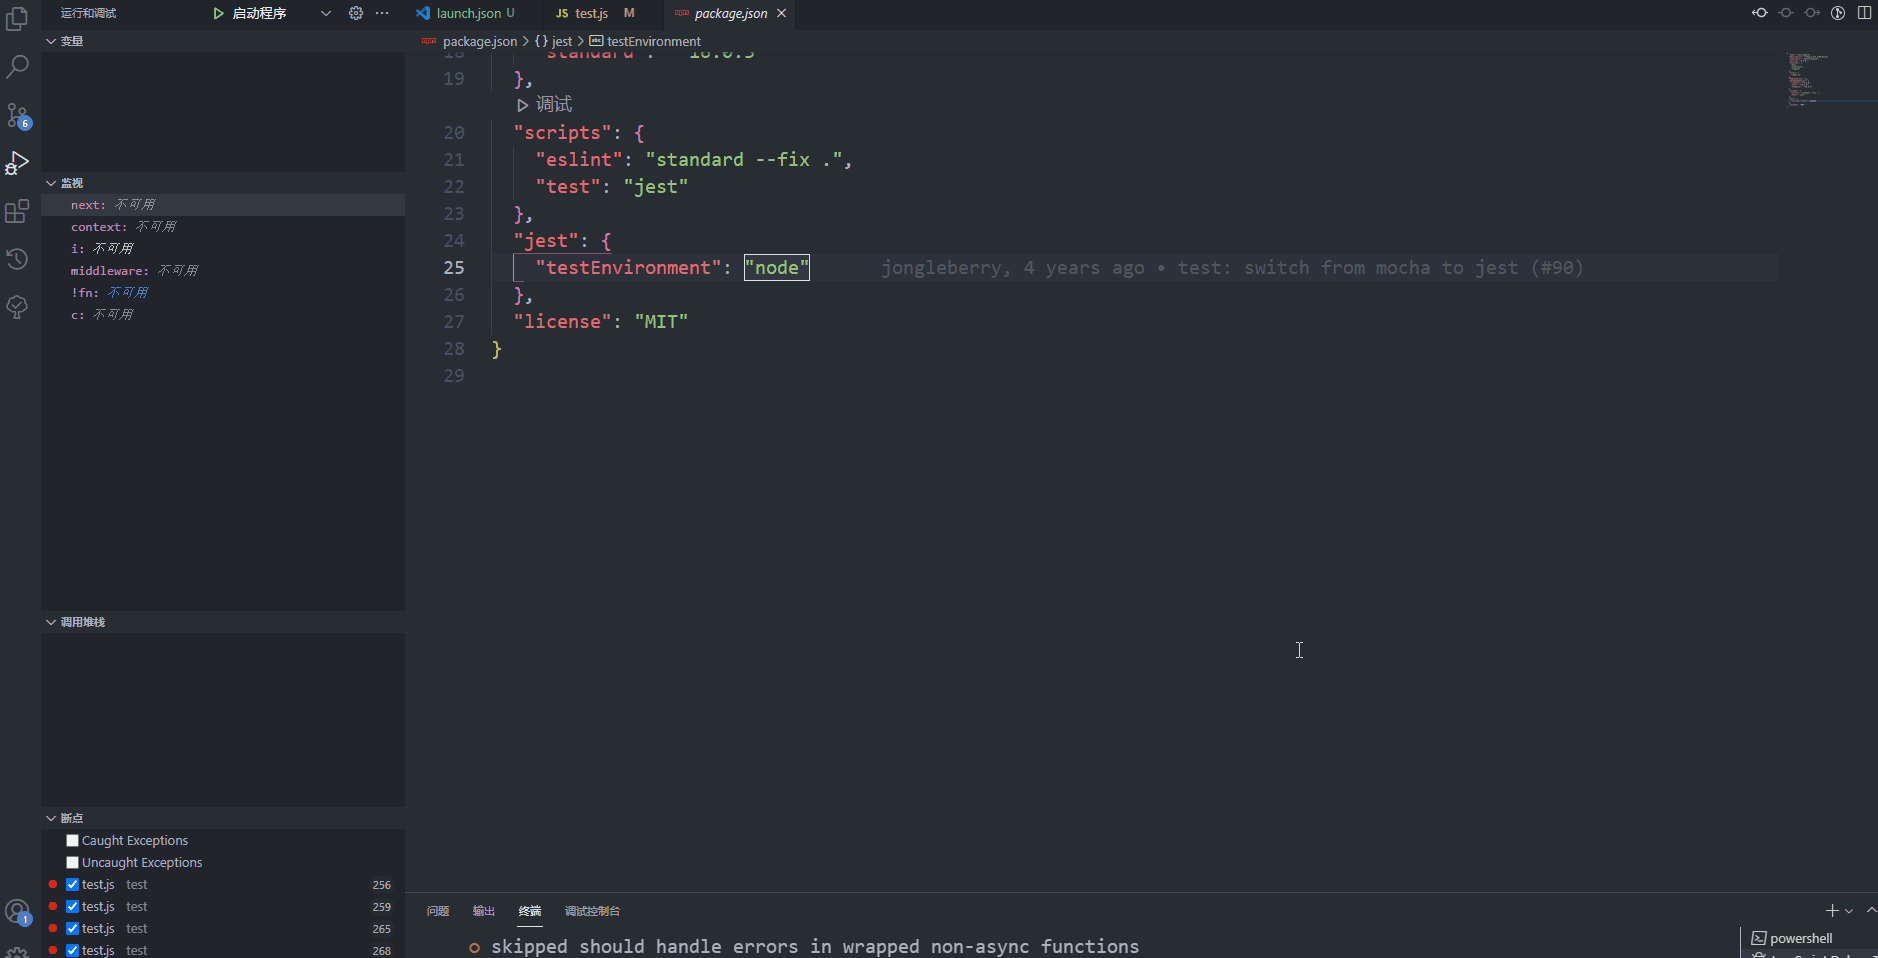 运行和调试
启动程序
launch.json U
JS test.js M
package.json
变量
监视
next: 不可用
context: 不可用
i: 不可用
middleware: 不可用
!fn: 不可用
c: 不可用
调用堆栈
断点
Caught Exceptions
Uncaught Exceptions
test.js test 256
test.js test 259
test.js test 265
test.js test 268
6
1
package.json > {} jest > abc testEnvironment
19 },
调试
20 "scripts": {
21 "eslint": "standard --fix .",
22 "test": "jest"
23 },
24 "jest": {
25 "testEnvironment": "node" jongleberry, 4 years ago • test: switch from mocha to jest (#90)
26 },
27 "license": "MIT"
28 }
29
问题 输出 终端 调试控制台
○ skipped should handle errors in wrapped non-async functions
powershell